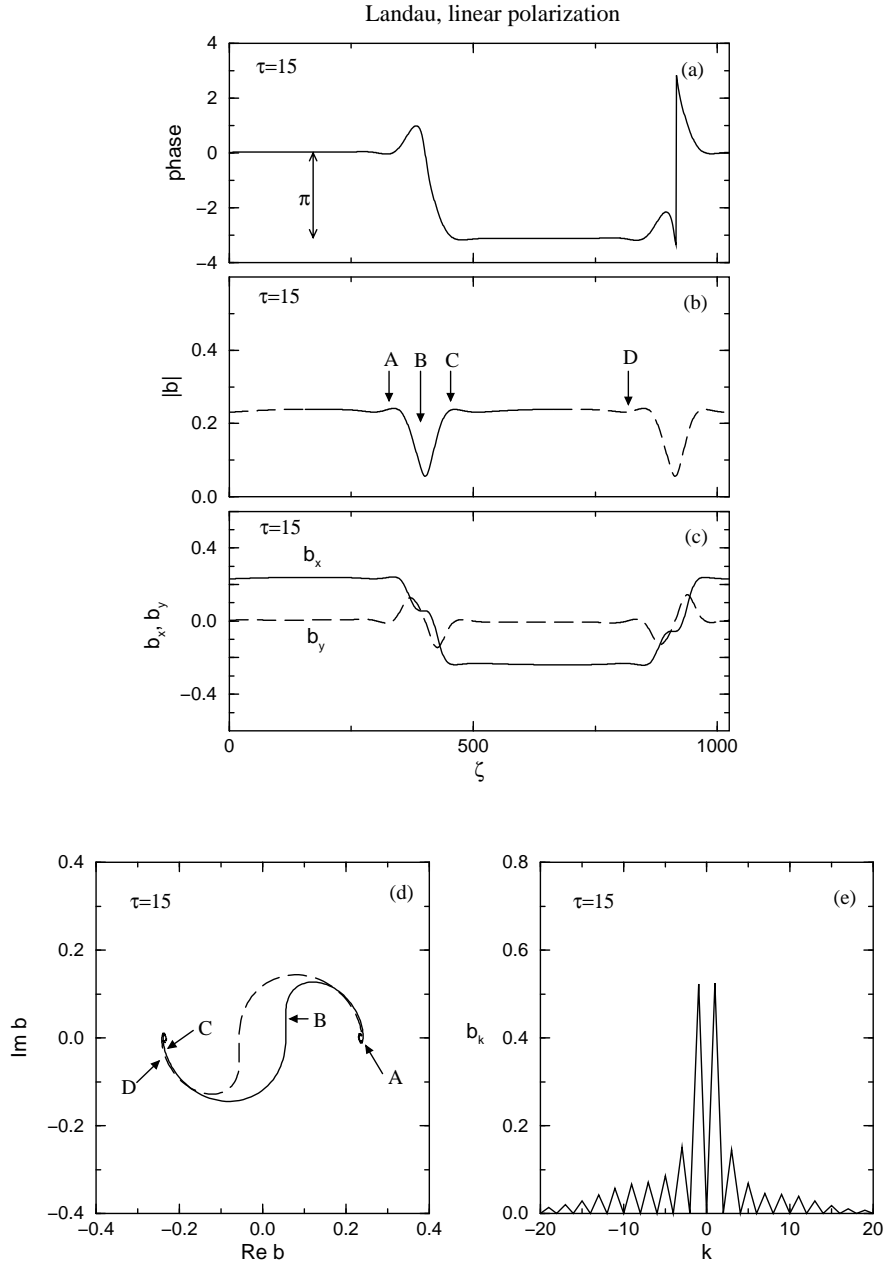 Landau, linear polarization
4
2
0
−2
−4
phase
τ=15
(a)
π
0.4
0.2
0.0
|b|
τ=15
(b)
A
B
C
D
0.4
0.0
−0.4
b_x, b_y
τ=15
(c)
b_x
b_y
0
500
1000
ζ
0.4
0.2
0.0
−0.2
−0.4
Im b
τ=15
(d)
A
B
C
D
−0.4
−0.2
0.0
0.2
0.4
Re b
0.8
0.6
0.4
0.2
0.0
b_k
τ=15
(e)
−20
−10
0
10
20
k